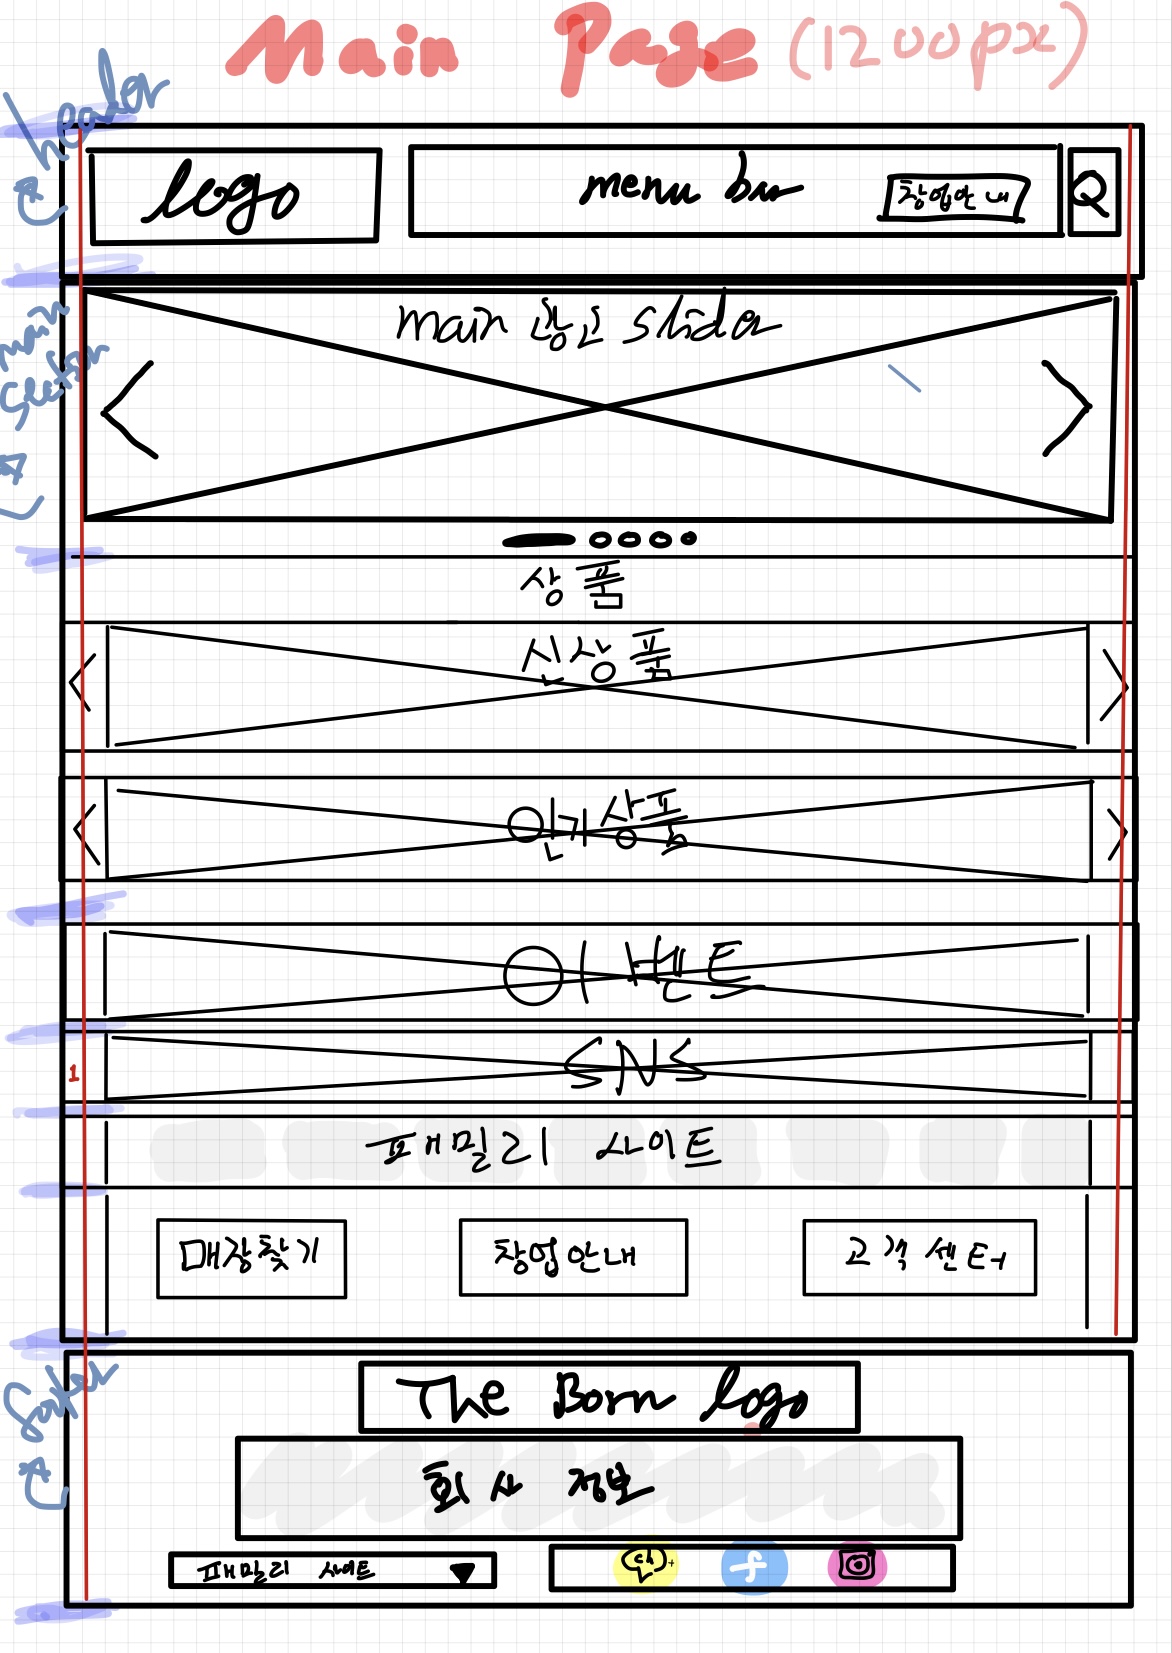 Main Page (1200px)
header
logo
menu bar
창업안내
Q
main section
main 광고 slider
상품
신상품
인기상품
이벤트
1
SNS
패밀리 사이트
매장찾기
창업안내
고객센터
footer
The Born logo
회사 정보
패밀리 사이트
ch+
f